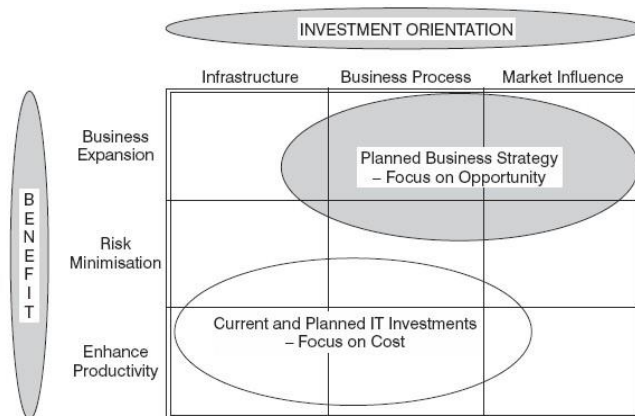 INVESTMENT ORIENTATION
Infrastructure Business Process Market Influence
BENEFIT
Business
Expansion
Planned Business Strategy
– Focus on Opportunity
Risk
Minimisation
Current and Planned IT Investments
– Focus on Cost
Enhance
Productivity